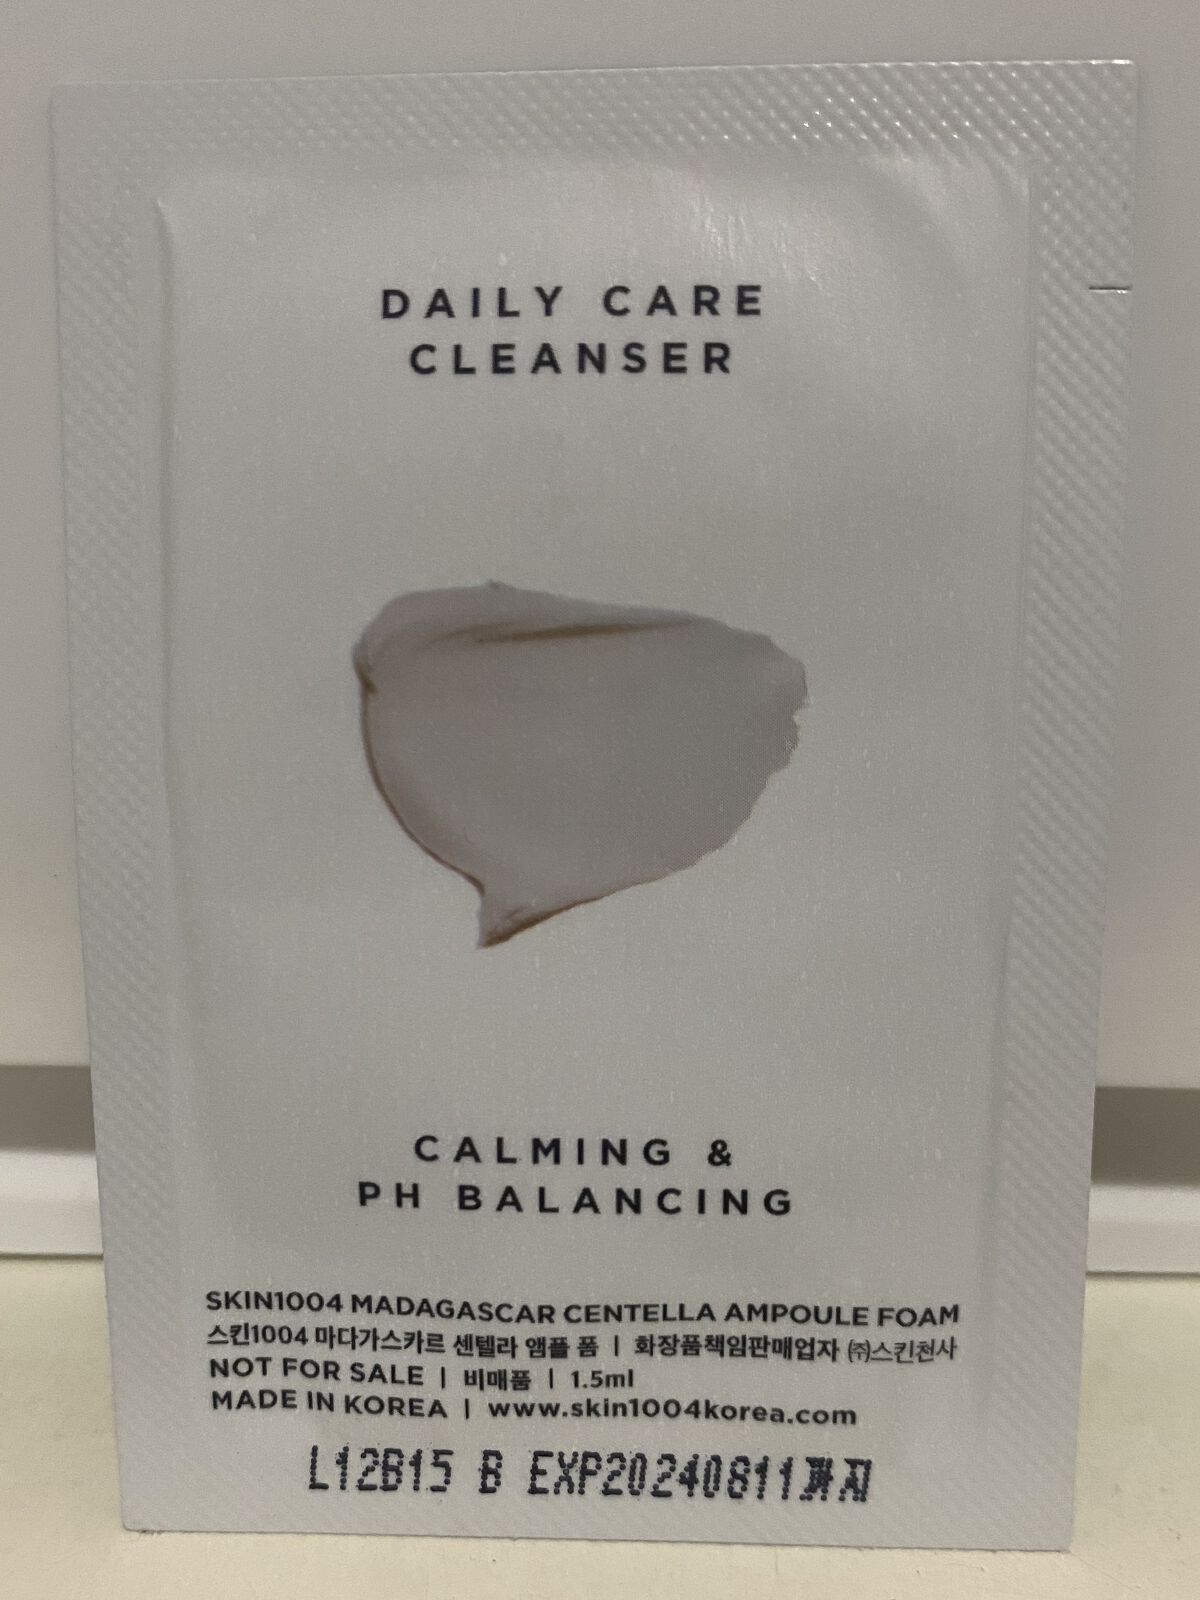 DAILY CARE
CLEANSER
CALMING &
PH BALANCING
SKIN1004 MADAGASCAR CENTELLA AMPOULE FOAM
스킨1004 마다가스카르 센텔라 앰플 폼 | 화장품책임판매업자 ㈜스킨천사
NOT FOR SALE | 비매품 | 1.5ml
MADE IN KOREA | www.skin1004korea.com
L12B15 B EXP20240811까지